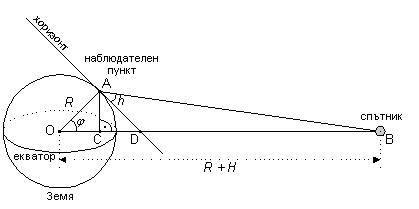 хоризонт
наблюдателен
пункт
A
R
h
спътник
O
φ
C
D
B
екватор
R + H
Земя